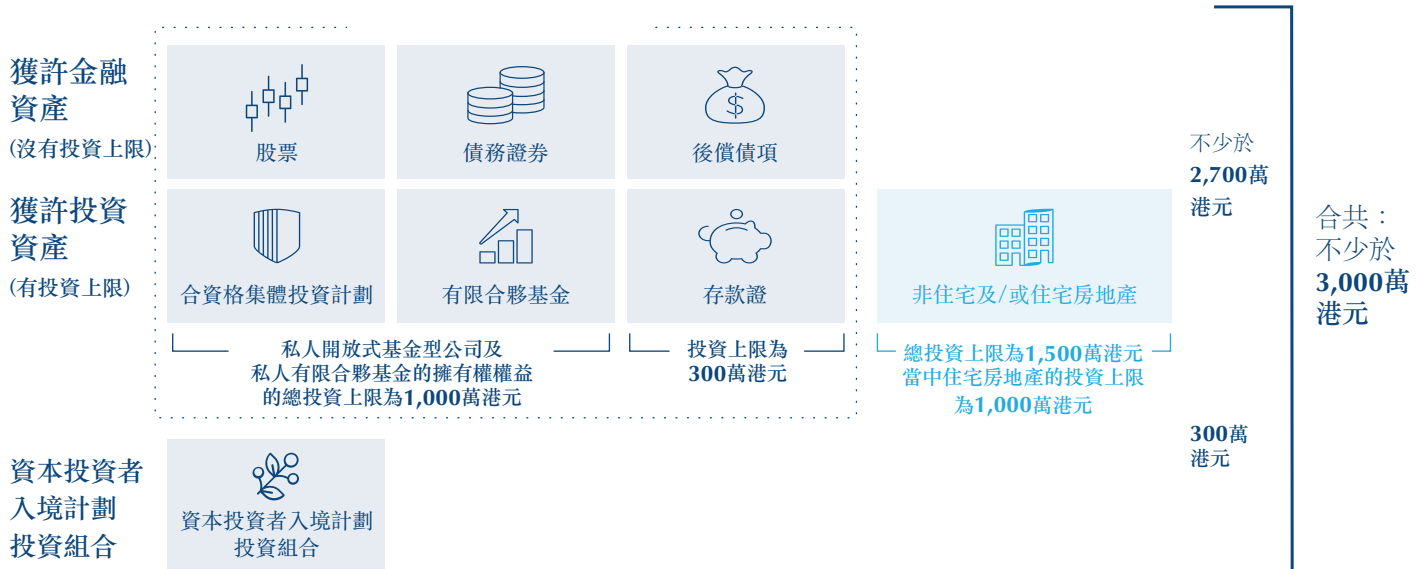 獲許金融
資產
(沒有投資上限)
股票
債務證券
$
後償債項
不少於
2,700萬
港元
獲許投資
資產
(有投資上限)
合資格集體投資計劃
有限合夥基金
存款證
非住宅及/或住宅房地產
合共：
不少於
3,000萬
港元
私人開放式基金型公司及
私人有限合夥基金的擁有權權益
的總投資上限為1,000萬港元
投資上限為
300萬港元
總投資上限為1,500萬港元
當中住宅房地產的投資上限
為1,000萬港元
300萬
港元
資本投資者
入境計劃
投資組合
資本投資者入境計劃
投資組合